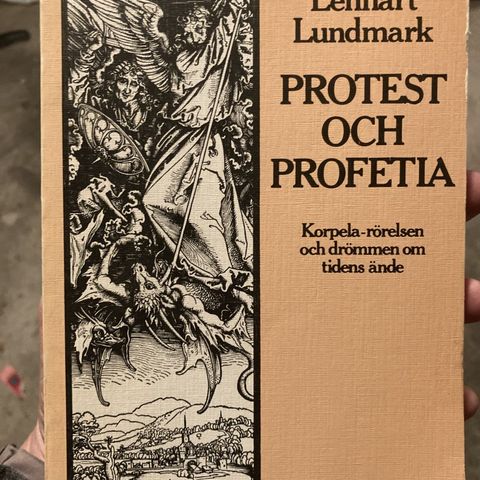 Lennart
Lundmark
PROTEST
OCH
PROFETIA
Korpela-rörelsen
och drömmen om
tidens ände